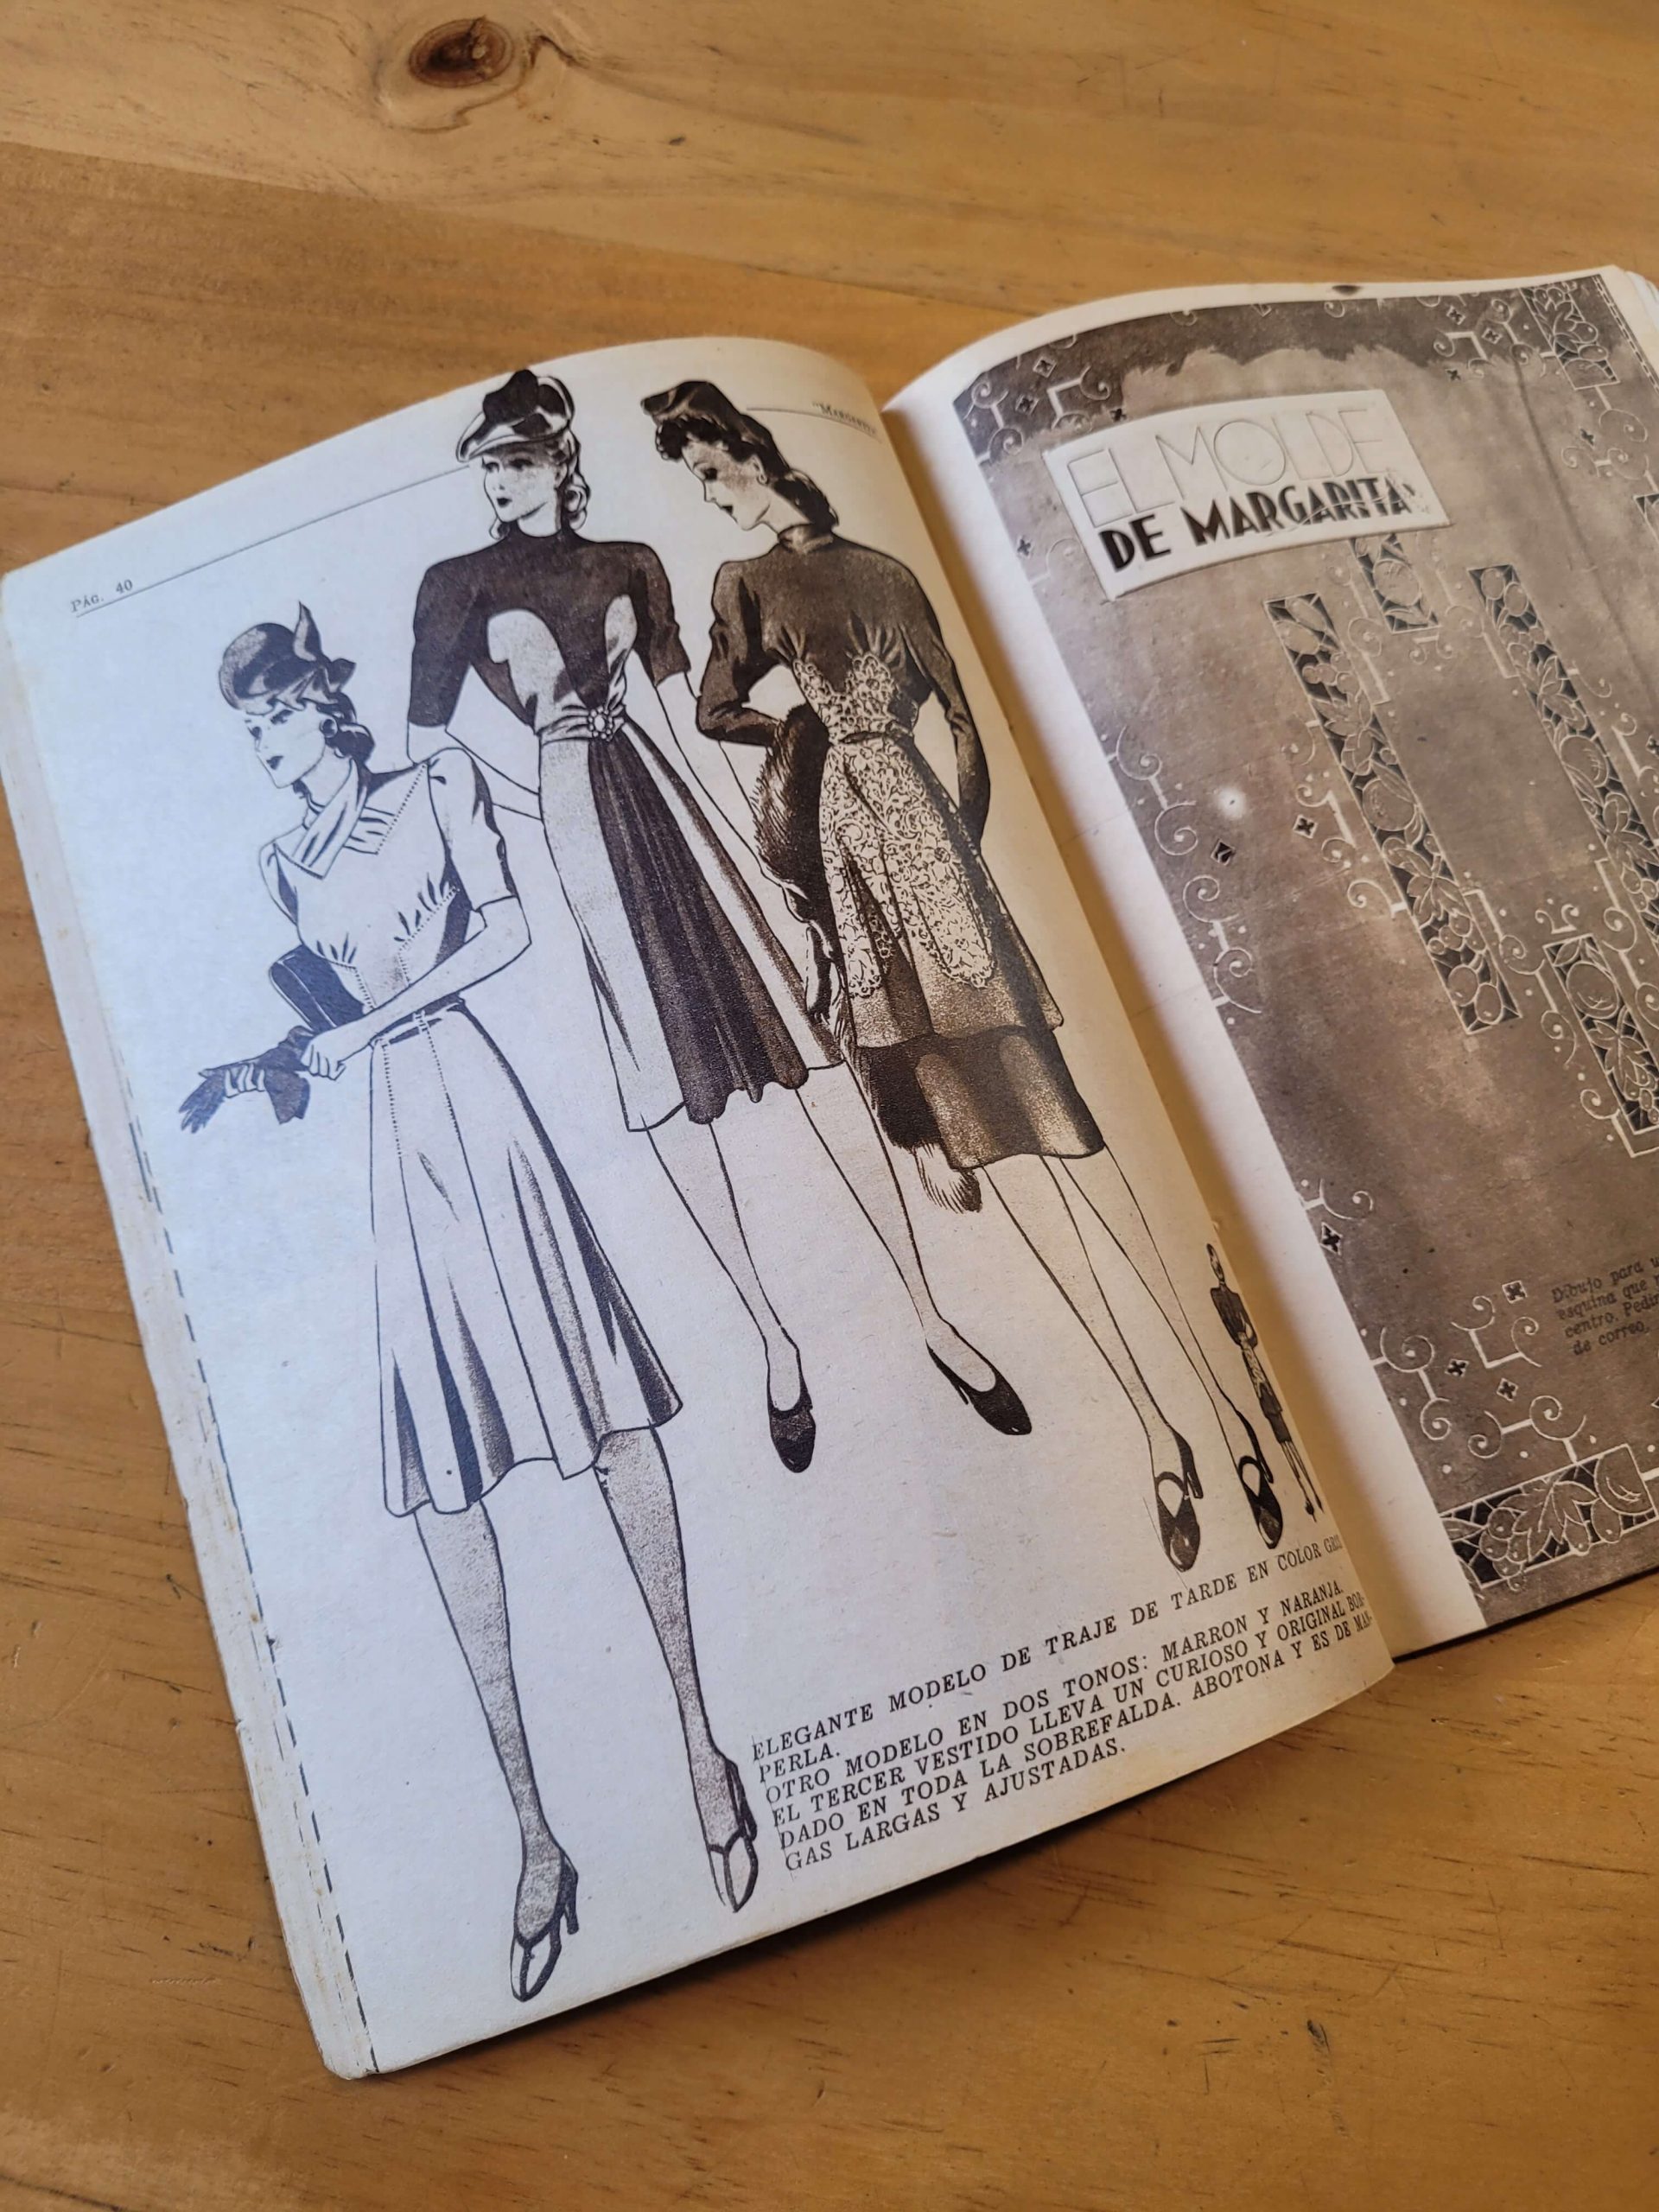 PÁG. 40
"MARGARITA"
ELEGANTE MODELO DE TRAJE DE TARDE EN COLOR GRIS
PERLA.
OTRO MODELO EN DOS TONOS: MARRON Y NARANJA.
EL TERCER VESTIDO LLEVA UN CURIOSO Y ORIGINAL BOR-
DADO EN TODA LA SOBREFALDA. ABOTONA Y ES DE MAN-
GAS LARGAS Y AJUSTADAS.
EL MOLDE
DE MARGARITA
Dibujo para
esquina que
centro.
de correo.